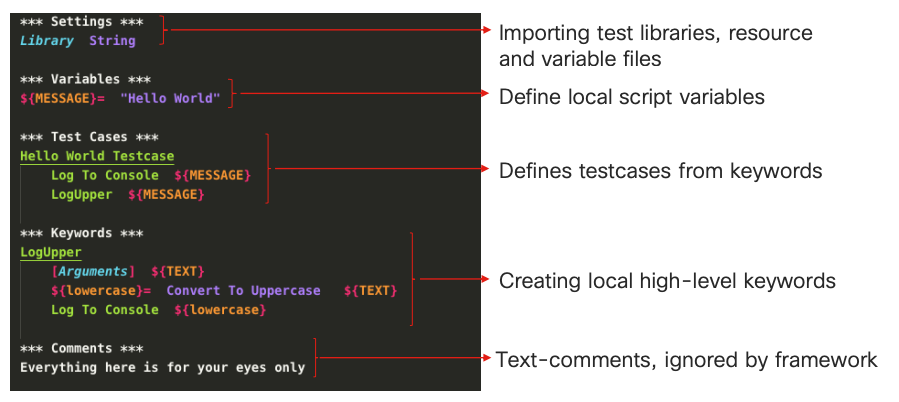 *** Settings ***
Library  String
Importing test libraries, resource
and variable files
*** Variables ***
${MESSAGE}=  "Hello World"
Define local script variables
*** Test Cases ***
Hello World Testcase
Log To Console  ${MESSAGE}
LogUpper  ${MESSAGE}
Defines testcases from keywords
*** Keywords ***
LogUpper
[Arguments]  ${TEXT}
${lowercase}=  Convert To Uppercase   ${TEXT}
Log To Console  ${lowercase}
Creating local high-level keywords
*** Comments ***
Everything here is for your eyes only
Text-comments, ignored by framework